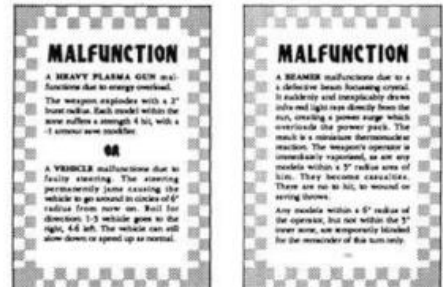 MALFUNCTION
A HEAVY PLASMA GUN mal-
functions due to energy overload.
The weapon explodes with a 2"
burst radius. Each model within the
zone suffers a strength 4 hit, with a
-1 armour save modifier.
OR
A VEHICLE malfunctions due to
faulty steering. The steering
permanently jams causing the
vehicle to go around in circles of 6"
radius from now on. Roll for
direction: 1-3 vehicle goes to the
right, 4-6 left. The vehicle can still
slow down or speed up as normal.
MALFUNCTION
A BEAMER malfunctions due to a
a defective beam focussing crystal.
It suddenly and inexplicably draws
infra red light rays directly from the
sun, creating a power surge which
overloads the power pack. The
result is a miniature thermonuclear
reaction. The weapon's operator is
immediately vaporised, as are any
models within a 3" radius area of
him. They become casualties.
There are no to hit, to wound or
saving throws.
Any models within a 6" radius of
the operator, but not within the 3"
inner zone, are temporarily blinded
for the remainder of this turn only.